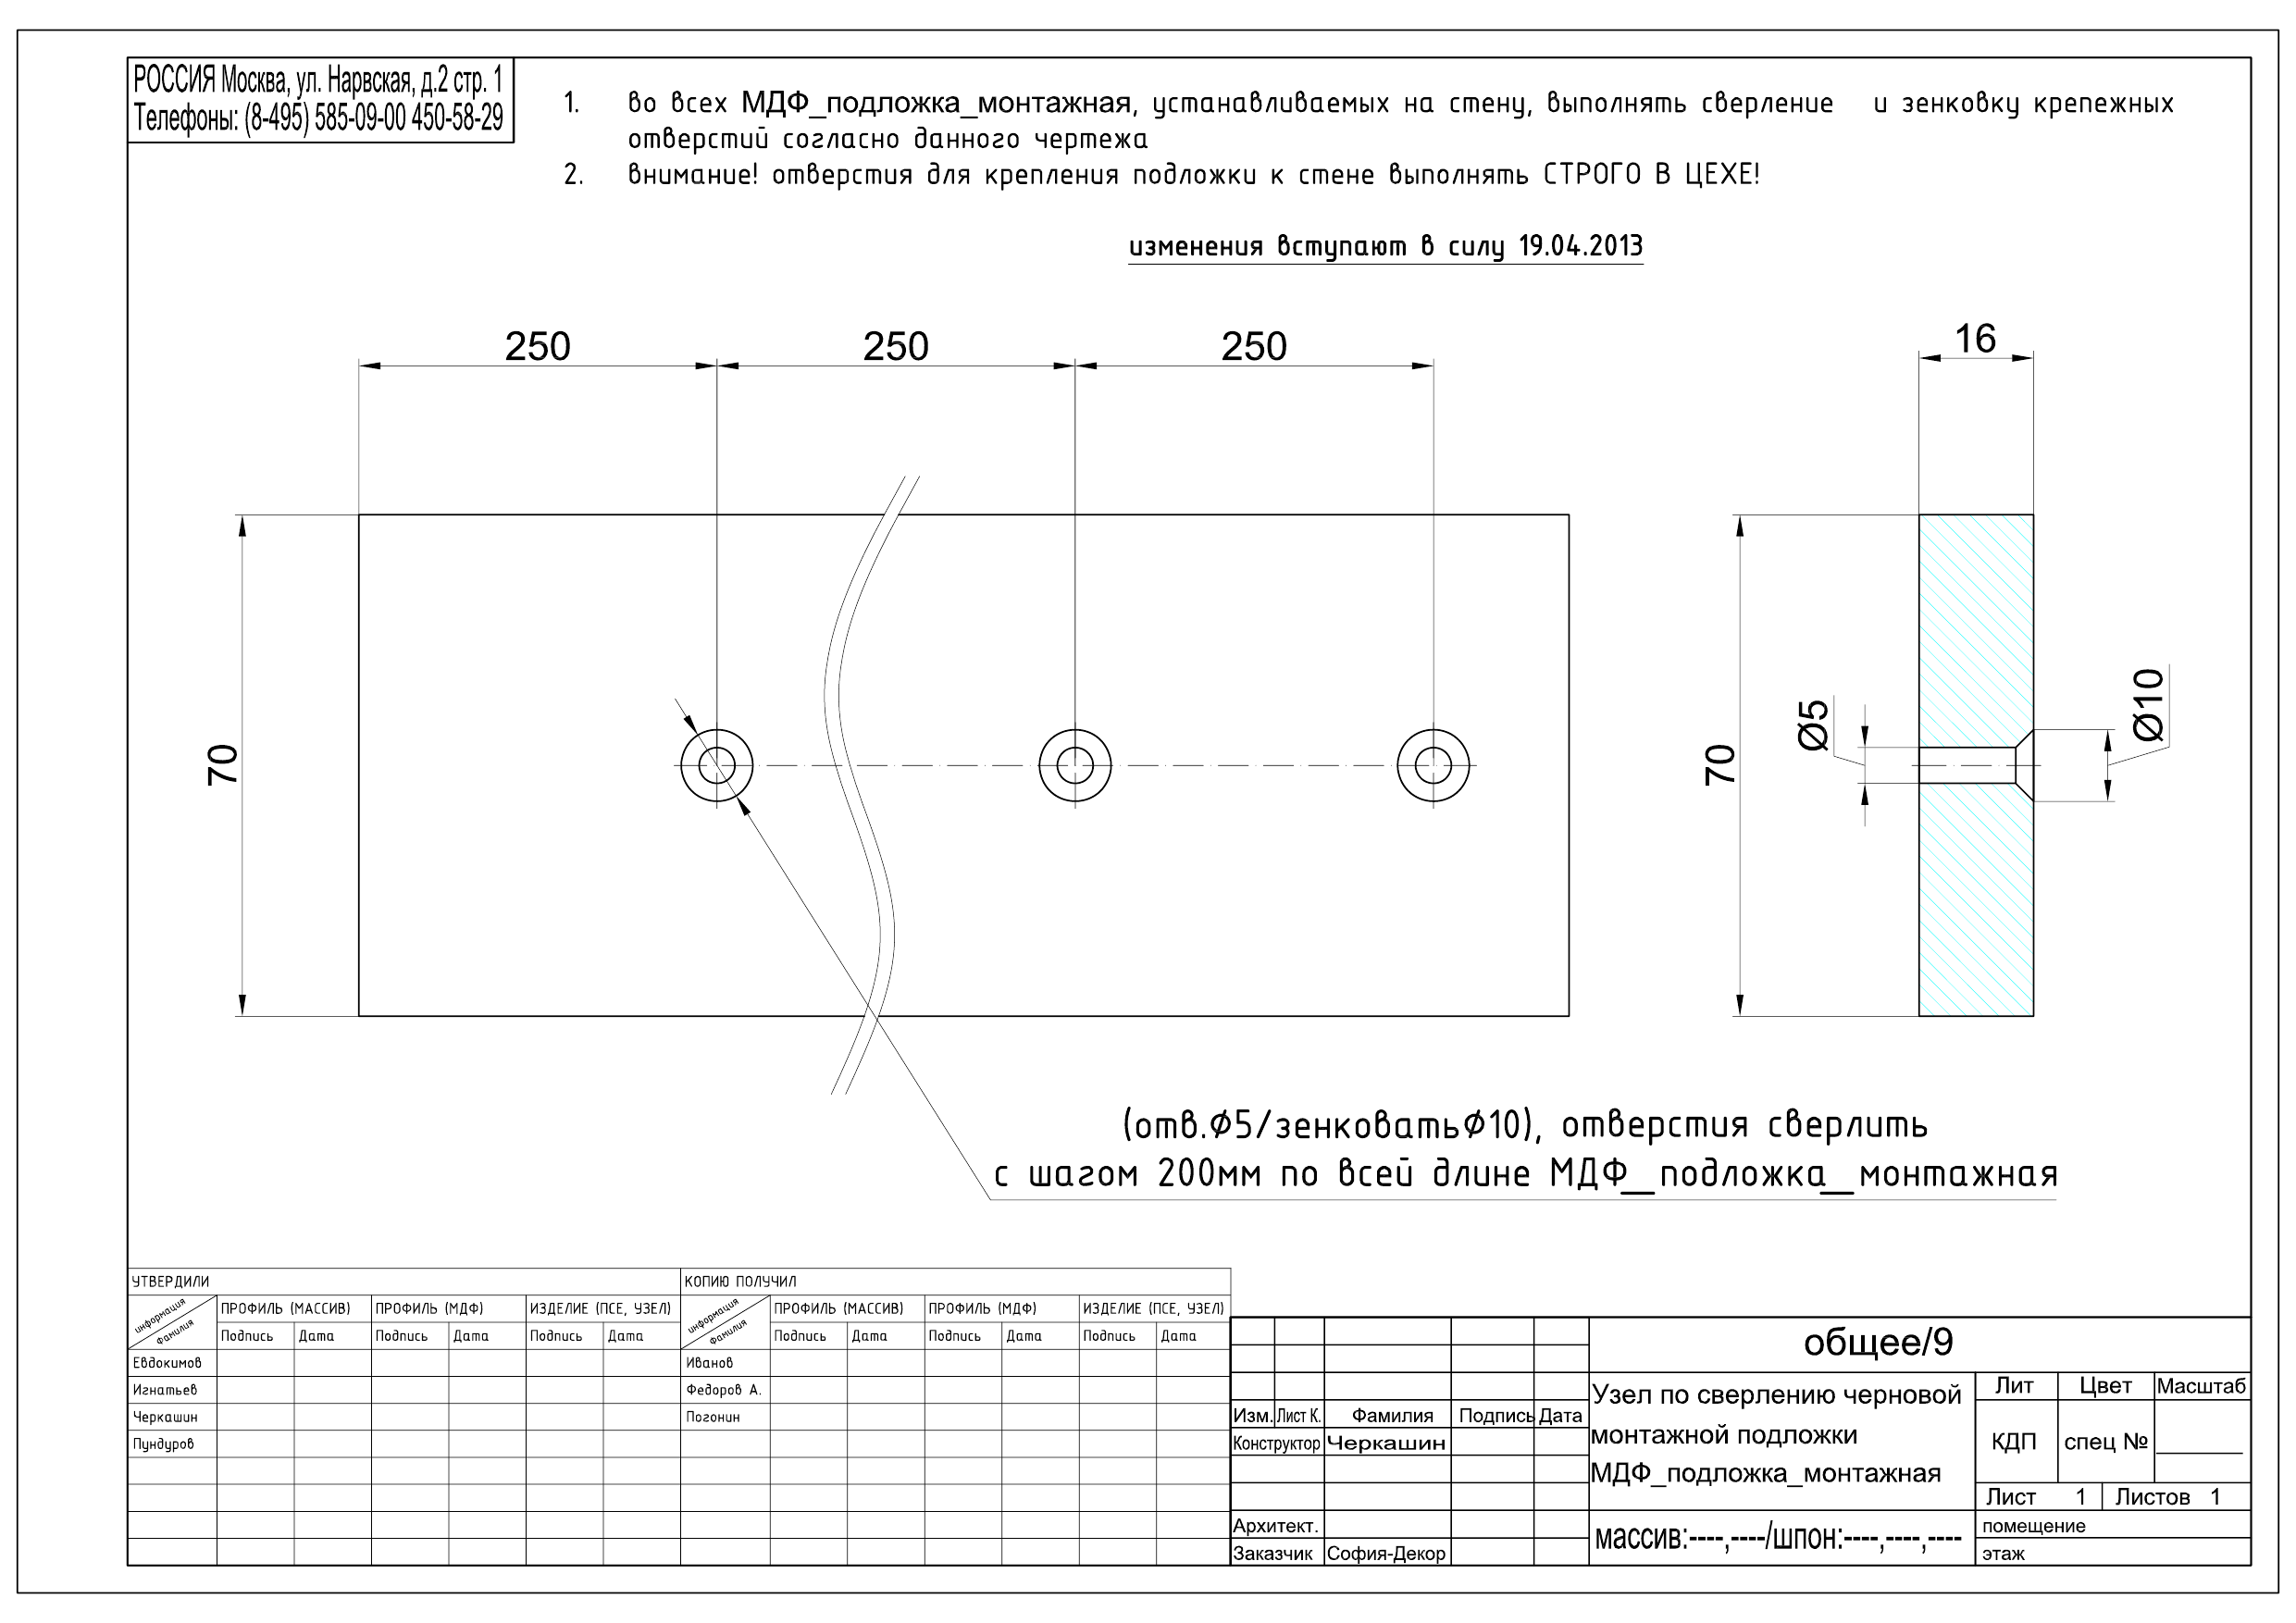 РОССИЯ Москва, ул. Нарвская, д.2 стр. 1
Телефоны: (8-495) 585-09-00 450-58-29
1. во всех МДФ_подложка_монтажная, устанавливаемых на стену, выполнять сверление и зенковку крепежных
отверстий согласно данного чертежа
2. внимание! отверстия для крепления подложки к стене выполнять СТРОГО В ЦЕХЕ!
изменения вступают в силу 19.04.2013
250 250 250 16
70 70 Ø5 Ø10
(отв.Ø5/зенковатьØ10), отверстия сверлить
с шагом 200мм по всей длине МДФ_подложка_монтажная
УТВЕРДИЛИ КОПИЮ ПОЛУЧИЛ
информация Фамилия ПРОФИЛЬ (МАССИВ) ПРОФИЛЬ (МДФ) ИЗДЕЛИЕ (ПСЕ, УЗЕЛ) информация Фамилия ПРОФИЛЬ (МАССИВ) ПРОФИЛЬ (МДФ) ИЗДЕЛИЕ (ПСЕ, УЗЕЛ)
Подпись Дата Подпись Дата Подпись Дата Подпись Дата Подпись Дата Подпись Дата
Евдокимов Иванов
Игнатьев Федоров А.
Черкашин Погонин
Пундуров
общее/9
Изм. Лист К. Фамилия Подпись Дата
Конструктор Черкашин
Архитект.
Заказчик София-Декор
Узел по сверлению черновой
монтажной подложки
МДФ_подложка_монтажная
массив:----,----/шпон:----,----,----
Лит Цвет Масштаб
КДП спец № ______
Лист 1 Листов 1
помещение
этаж